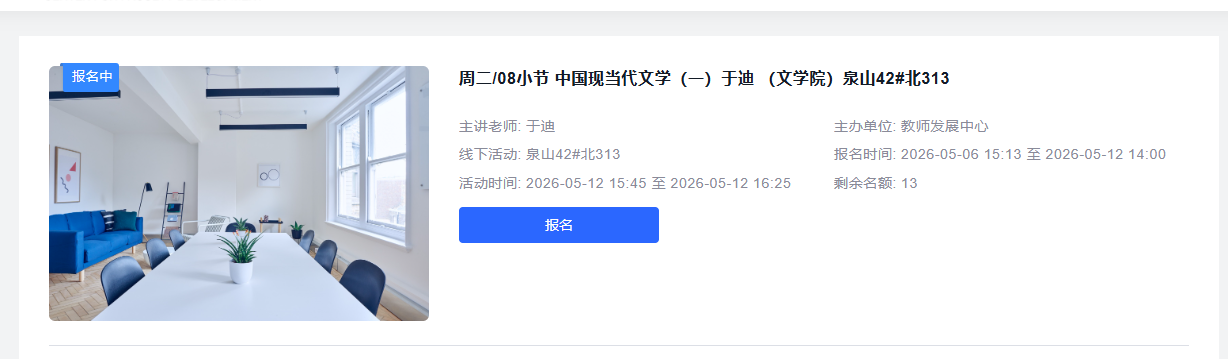 报名中
周二/08小节 中国现当代文学（一）于迪 （文学院）泉山42#北313
主讲老师: 于迪
主办单位: 教师发展中心
线下活动: 泉山42#北313
报名时间: 2026-05-06 15:13 至 2026-05-12 14:00
活动时间: 2026-05-12 15:45 至 2026-05-12 16:25
剩余名额: 13
报名